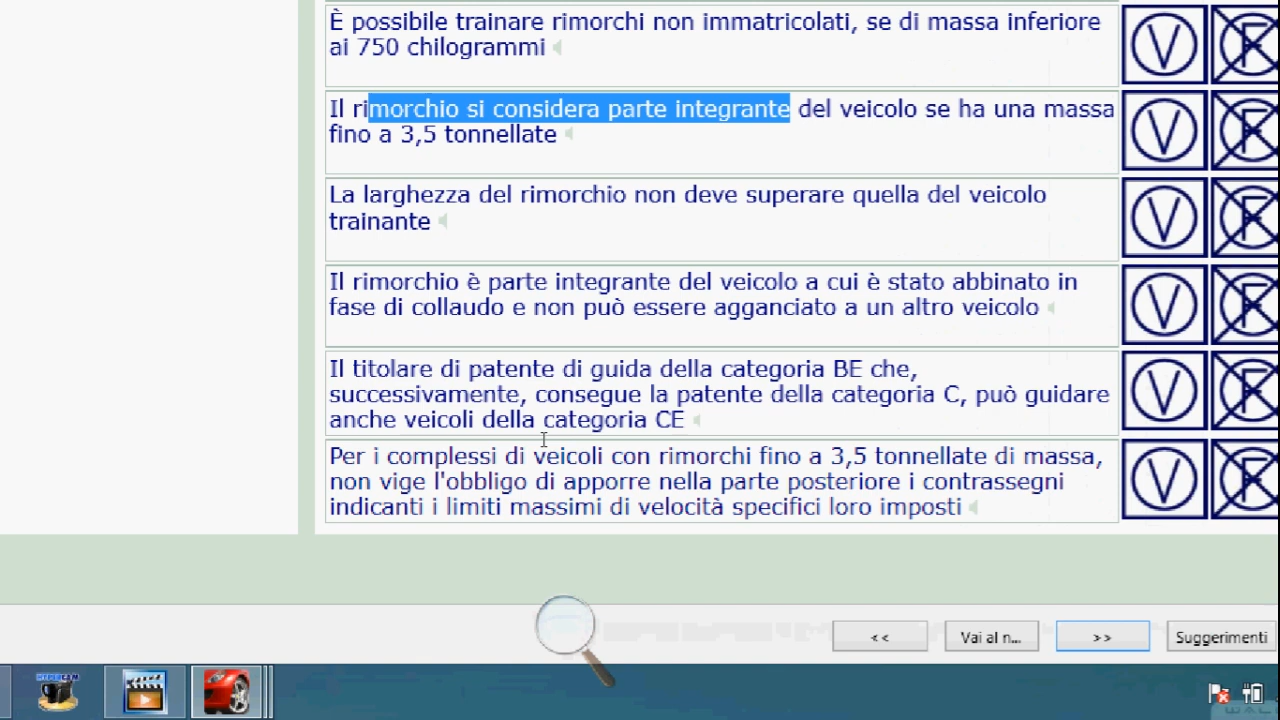 È possibile trainare rimorchi non immatricolati, se di massa inferiore
ai 750 chilogrammi
V F
Il rimorchio si considera parte integrante del veicolo se ha una massa
fino a 3,5 tonnellate
V F
La larghezza del rimorchio non deve superare quella del veicolo
trainante
V F
Il rimorchio è parte integrante del veicolo a cui è stato abbinato in
fase di collaudo e non può essere agganciato a un altro veicolo
V F
Il titolare di patente di guida della categoria BE che,
successivamente, consegue la patente della categoria C, può guidare
anche veicoli della categoria CE
V F
Per i complessi di veicoli con rimorchi fino a 3,5 tonnellate di massa,
non vige l'obbligo di apporre nella parte posteriore i contrassegni
indicanti i limiti massimi di velocità specifici loro imposti
V F
<< Vai al n... >> Suggerimenti